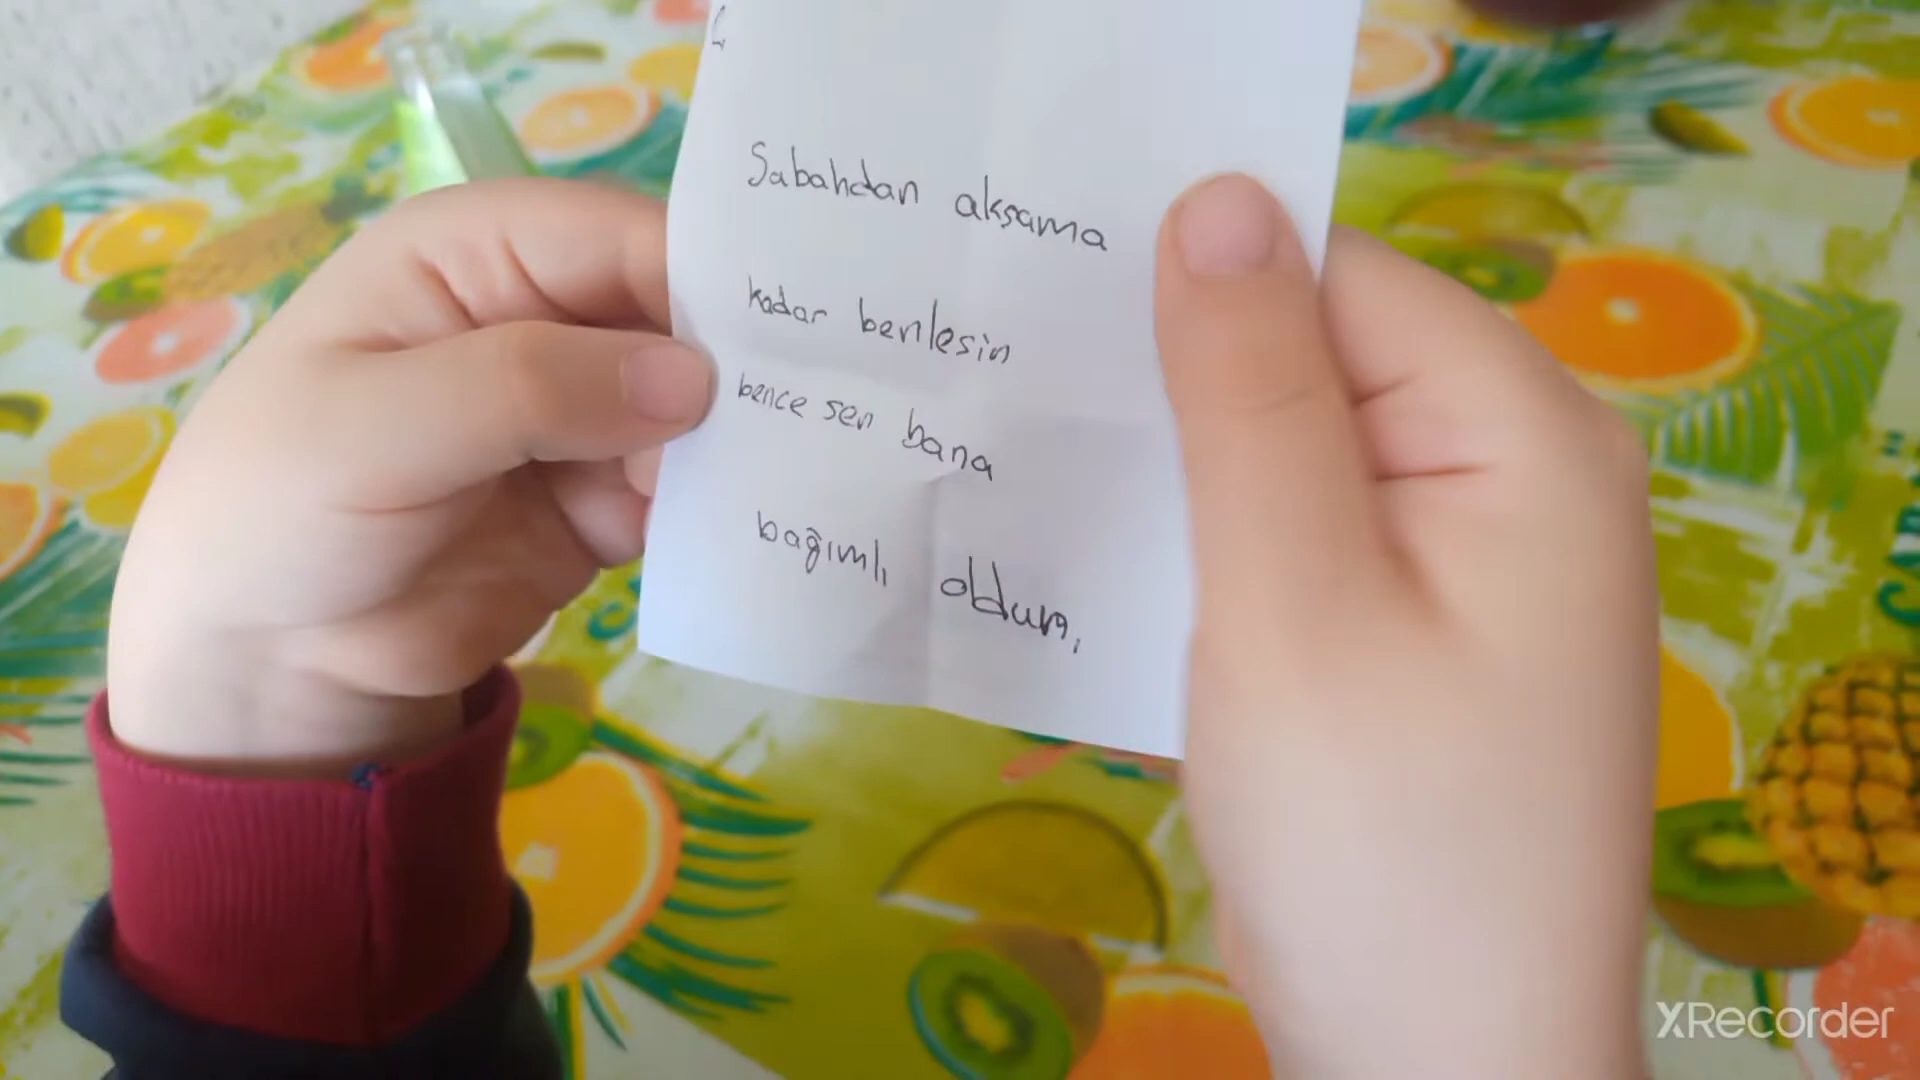 Sabahdan akşama
kadar benlesin
bence sen bana
bağımlı oldun,
XRecorder